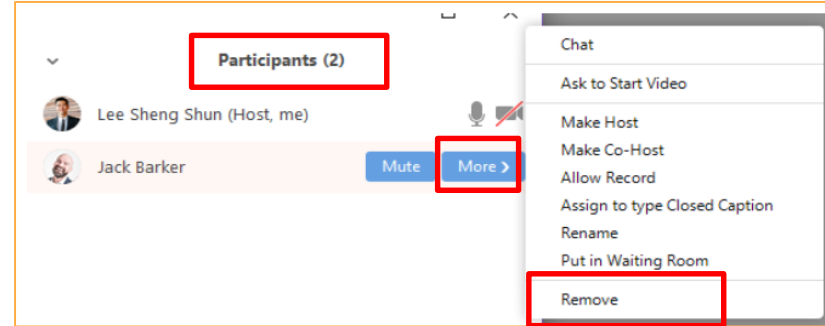 Participants (2)
Lee Sheng Shun (Host, me)
Jack Barker
Mute
More >
Chat
Ask to Start Video
Make Host
Make Co-Host
Allow Record
Assign to type Closed Caption
Rename
Put in Waiting Room
Remove